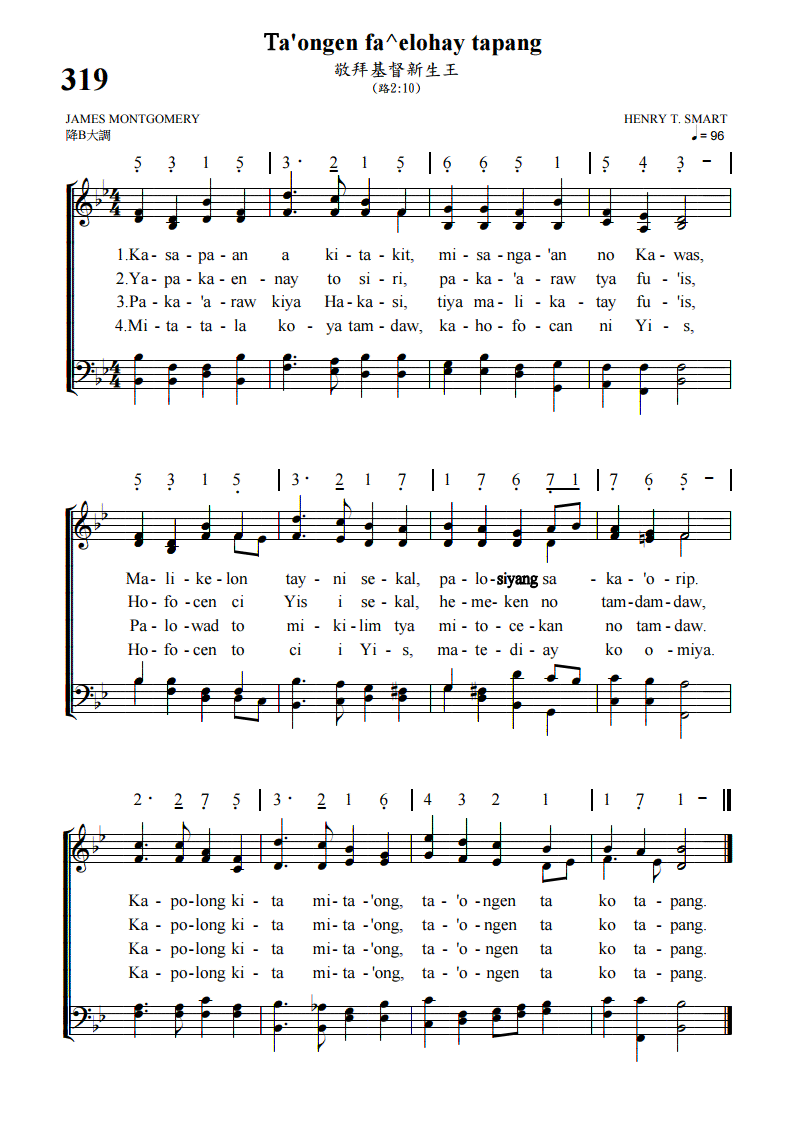 Ta'ongen fa^elohay tapang
敬拜基督新生王
319
(路2:10)
JAMES MONTGOMERY HENRY T. SMART
降B大調 ♩ = 96
5̣ 3̣ 1 5̣ | 3 · 2 1 5̣ | 6̣ 6̣ 5̣ 1 | 5̣ 4̣ 3̣ – |
1.Ka - sa - pa - an a ki - ta - kit, mi - sa - nga - 'an no Ka - was,
2.Ya - pa - ka - en - nay to si - ri, pa - ka - 'a - raw tya fu - 'is,
3.Pa - ka - 'a - raw kiya Ha - ka - si, tiya ma - li - ka - tay fu - 'is,
4.Mi - ta - ta - la ko - ya tam - daw, ka - ho - fo - can ni Yi - s,
5̣ 3̣ 1 5̣ | 3 · 2 1 7̣ | 1 7̣ 6̣ 7̣ 1 | 7̣ 6̣ 5̣ – |
Ma - li - ke - lon tay - ni se - kal, pa - lo - siyang sa - ka - 'o - rip.
Ho - fo - cen ci Yis i se - kal, he - me - ken no tam - dam - daw,
Pa - lo - wad to mi - ki - lim tya mi - to - ce - kan no tam - daw.
Ho - fo - cen to ci i Yi - s, ma - te - di - ay ko o - mi - ya.
2 · 2 7̣ 5̣ | 3 · 2 1 6̣ | 4 3 2 1 | 1 7̣ 1 – ||
Ka - po - long ki - ta mi - ta - 'ong, ta - 'o - ngen ta ko ta - pang.
Ka - po - long ki - ta mi - ta - 'ong, ta - 'o - ngen ta ko ta - pang.
Ka - po - long ki - ta mi - ta - 'ong, ta - 'o - ngen ta ko ta - pang.
Ka - po - long ki - ta mi - ta - 'ong, ta - 'o - ngen ta ko ta - pang.